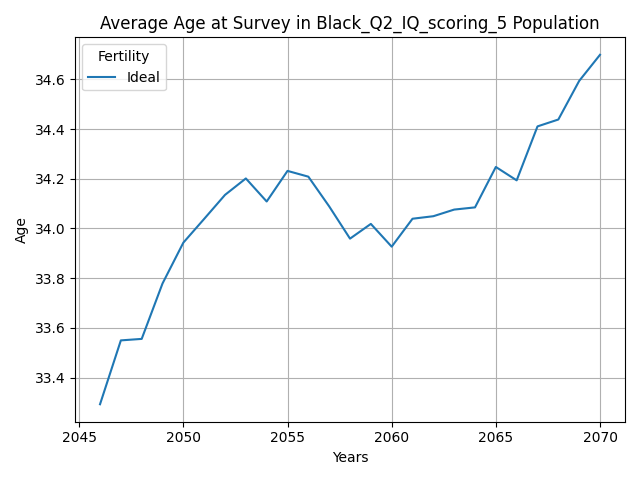 Average Age at Survey in Black_Q2_IQ_scoring_5 Population
Fertility
Ideal
34.6
34.4
34.2
34.0
33.8
33.6
33.4
Age
2045
2050
2055
2060
2065
2070
Years